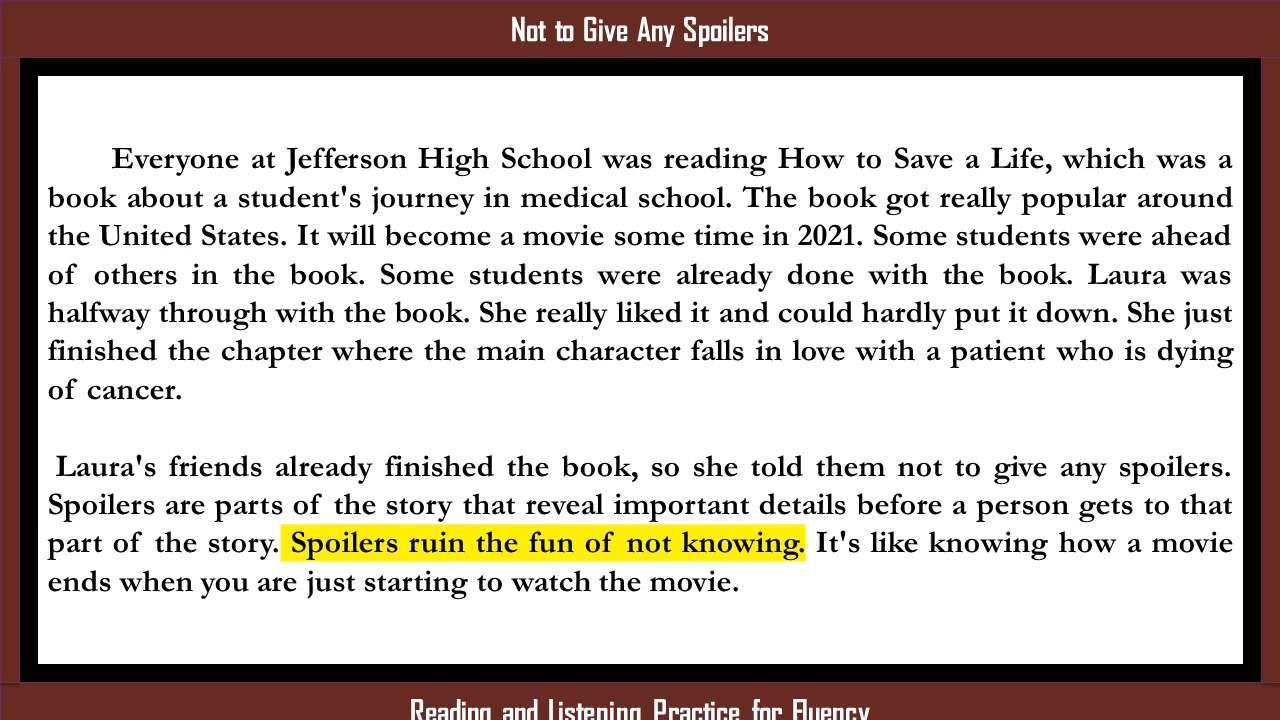 Not to Give Any Spoilers
Everyone at Jefferson High School was reading How to Save a Life, which was a
book about a student's journey in medical school. The book got really popular around
the United States. It will become a movie some time in 2021. Some students were ahead
of others in the book. Some students were already done with the book. Laura was
halfway through with the book. She really liked it and could hardly put it down. She just
finished the chapter where the main character falls in love with a patient who is dying
of cancer.
Laura's friends already finished the book, so she told them not to give any spoilers.
Spoilers are parts of the story that reveal important details before a person gets to that
part of the story. Spoilers ruin the fun of not knowing. It's like knowing how a movie
ends when you are just starting to watch the movie.
Reading and Listening Practice for Fluency